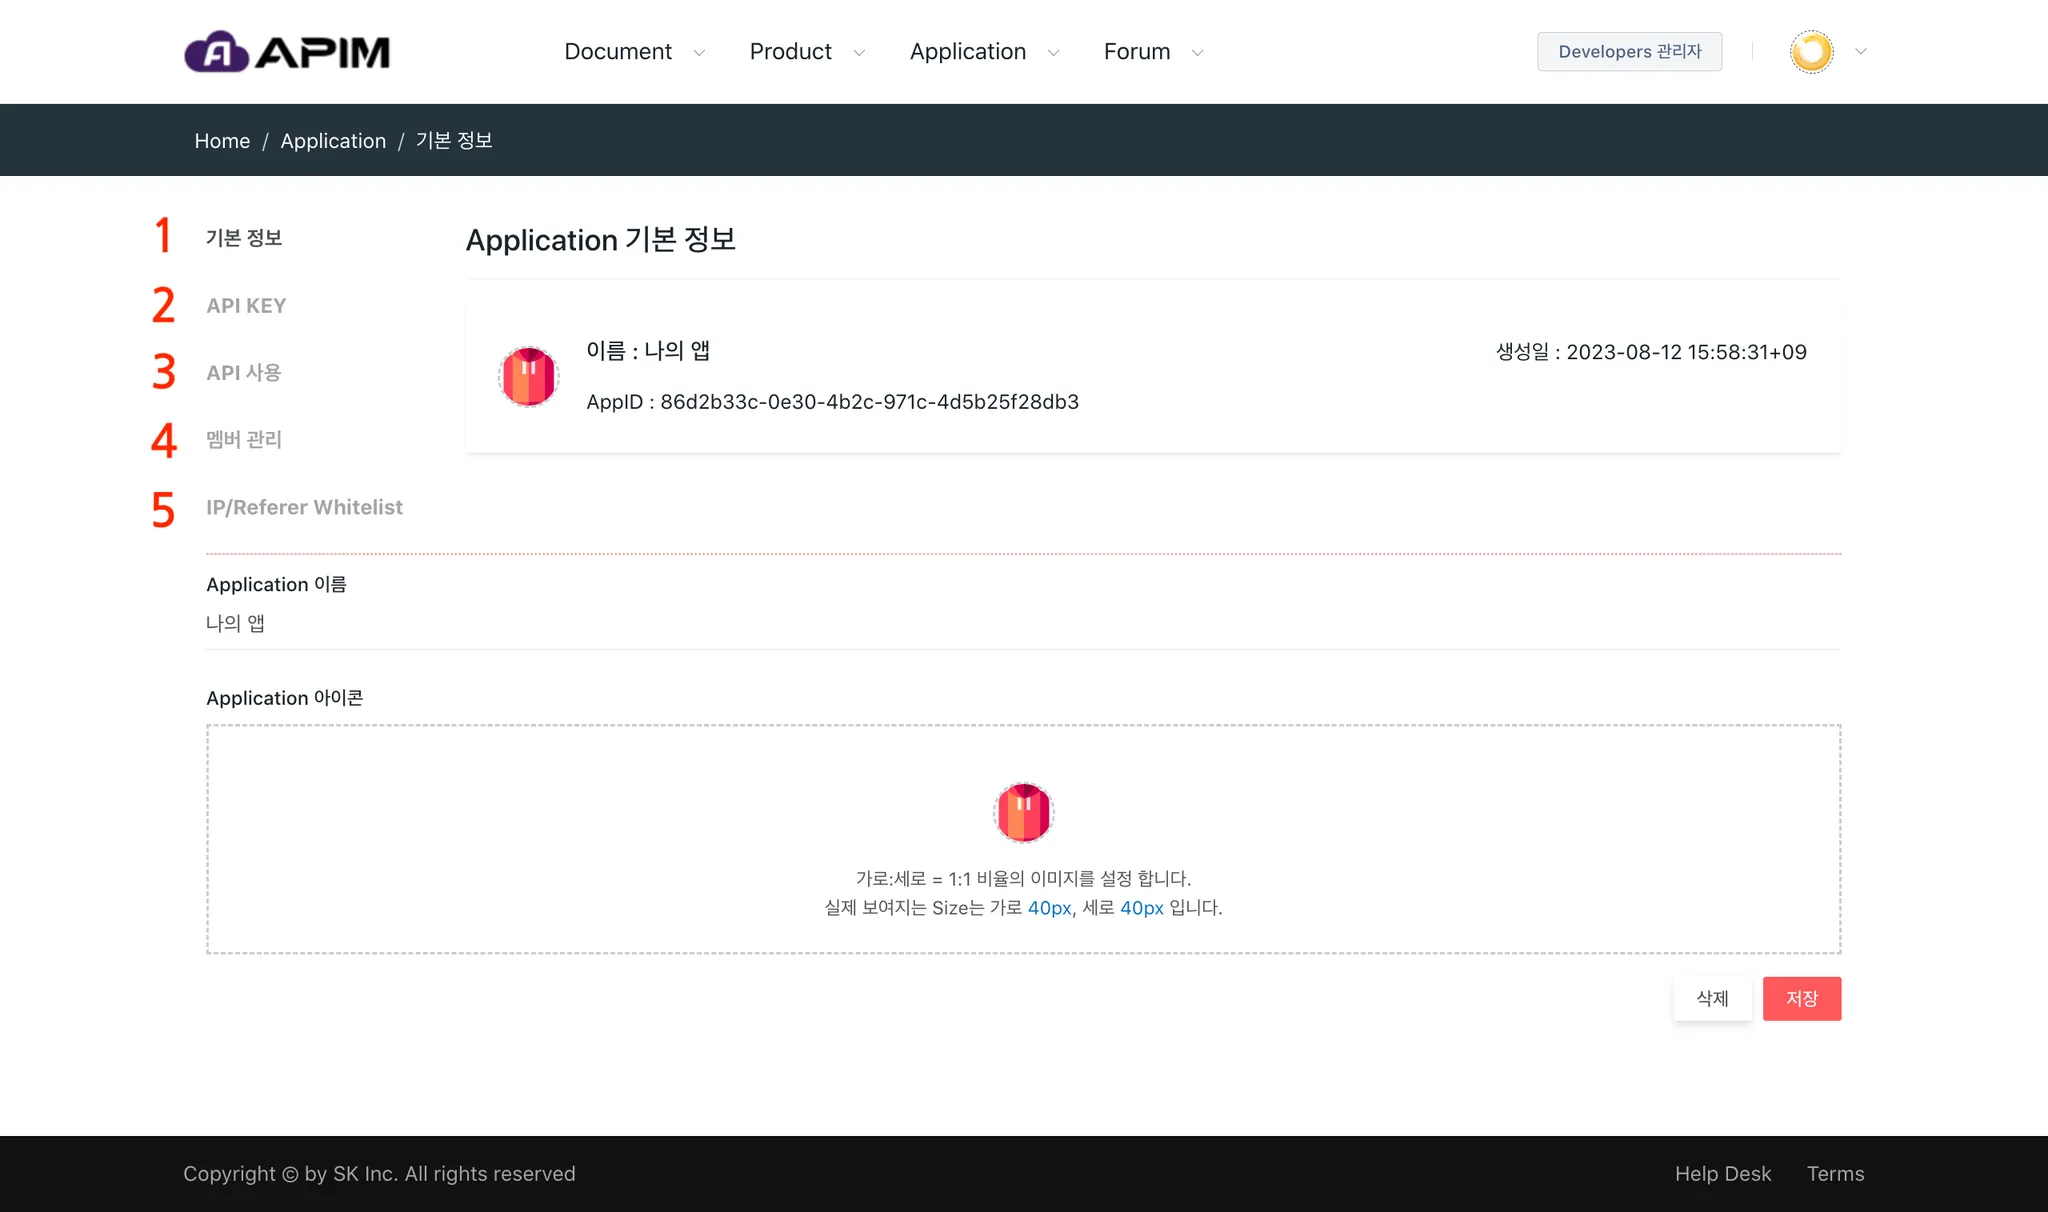 APIM
Document Product Application Forum Developers 관리자
Home / Application / 기본 정보
1 기본 정보
2 API KEY
3 API 사용
4 멤버 관리
5 IP/Referer Whitelist
Application 기본 정보
이름 : 나의 앱
생성일 : 2023-08-12 15:58:31+09
AppID : 86d2b33c-0e30-4b2c-971c-4d5b25f28db3
Application 이름
나의 앱
Application 아이콘
가로:세로 = 1:1 비율의 이미지를 설정 합니다.
실제 보여지는 Size는 가로 40px, 세로 40px 입니다.
삭제 저장
Copyright © by SK Inc. All rights reserved Help Desk Terms